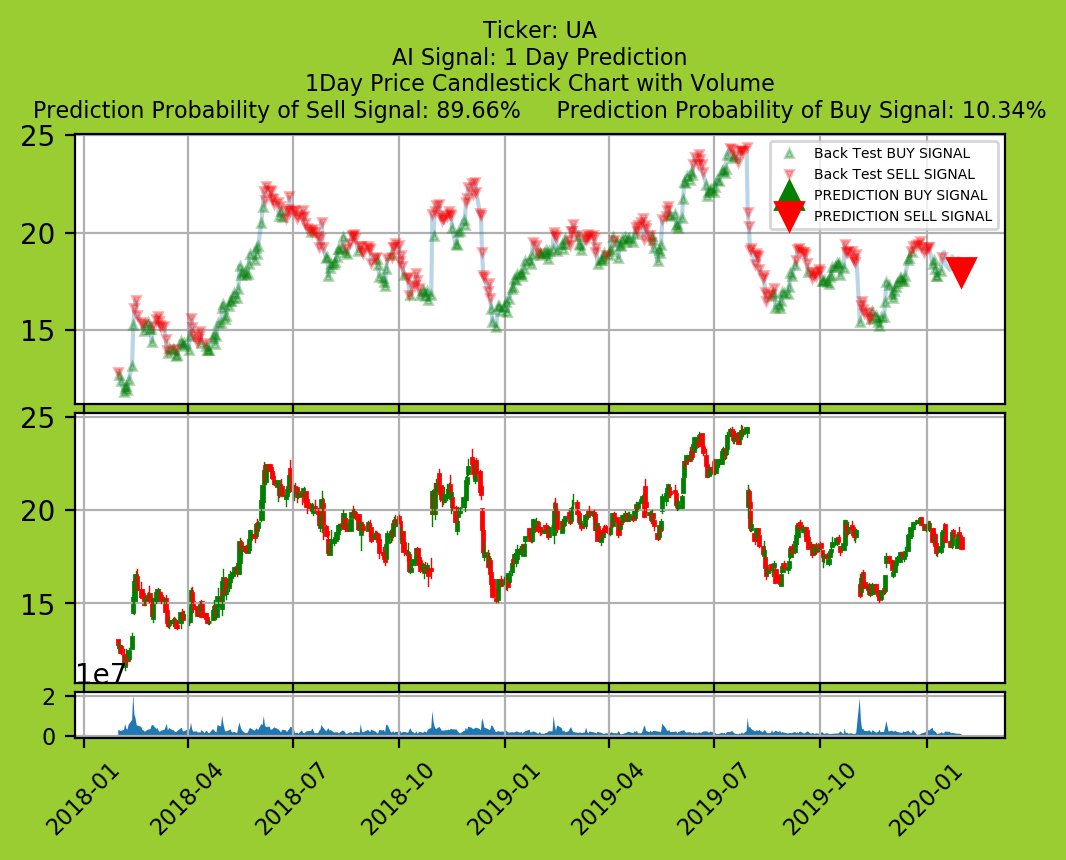 Ticker: UA
AI Signal: 1 Day Prediction
1Day Price Candlestick Chart with Volume
Prediction Probability of Sell Signal: 89.66% Prediction Probability of Buy Signal: 10.34%
25
20
15
Back Test BUY SIGNAL
Back Test SELL SIGNAL
PREDICTION BUY SIGNAL
PREDICTION SELL SIGNAL
25
20
15
1e7
2
0
2018-01
2018-04
2018-07
2018-10
2019-01
2019-04
2019-07
2019-10
2020-01